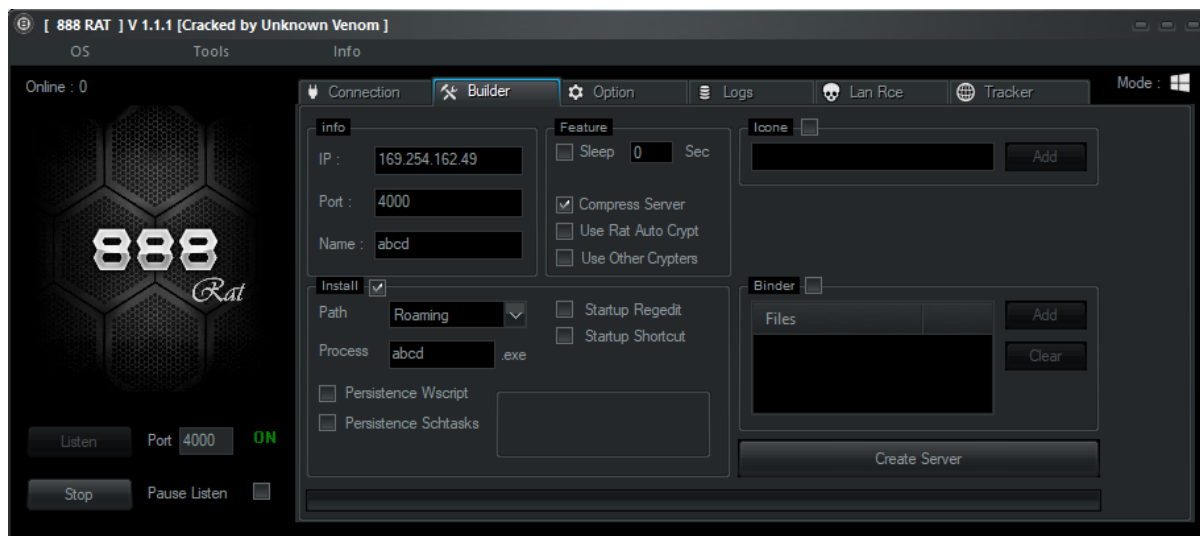 [ 888 RAT ] V 1.1.1 [Cracked by Unknown Venom ]
OS Tools Info
Online : 0
Connection Builder Option Logs Lan Rce Tracker
Mode :
888
Rat
info
IP : 169.254.162.49
Port : 4000
Name : abcd
Feature
Sleep 0 Sec
Compress Server
Use Rat Auto Crypt
Use Other Crypters
Icone
Add
Install
Path Roaming
Process abcd .exe
Startup Regedit
Startup Shortcut
Persistence Wscript
Persistence Schtasks
Binder
Files
Add
Clear
Create Server
Listen Port 4000 ON
Stop Pause Listen